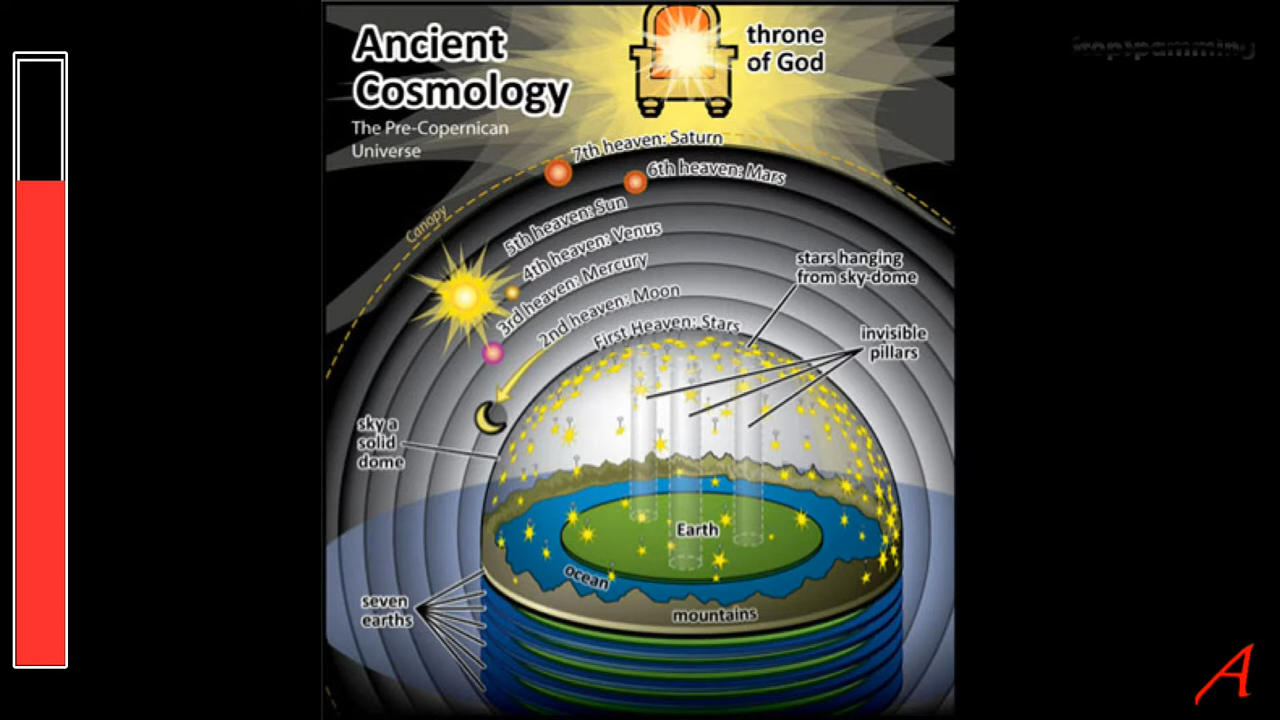 Ancient
Cosmology
The Pre-Copernican
Universe
throne
of God
7th heaven: Saturn
6th heaven: Mars
5th heaven: Sun
4th heaven: Venus
3rd heaven: Mercury
2nd heaven: Moon
First Heaven: Stars
Canopy
stars hanging
from sky-dome
invisible
pillars
sky a
solid
dome
Earth
ocean
mountains
seven
earths
A